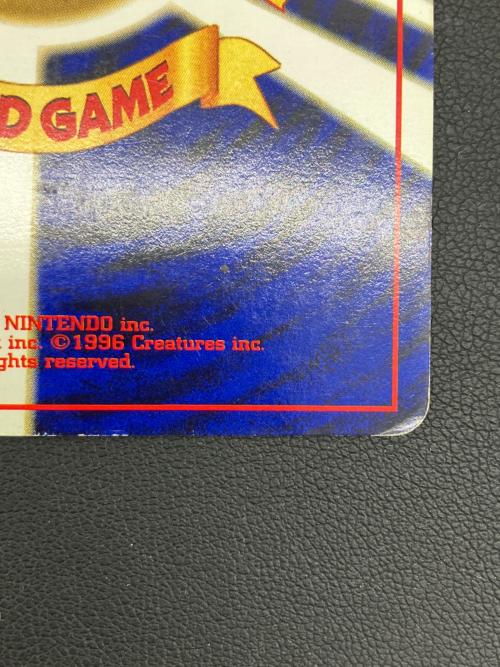 D GAME
NINTENDO inc.
inc. ©1996 Creatures inc.
ghts reserved.